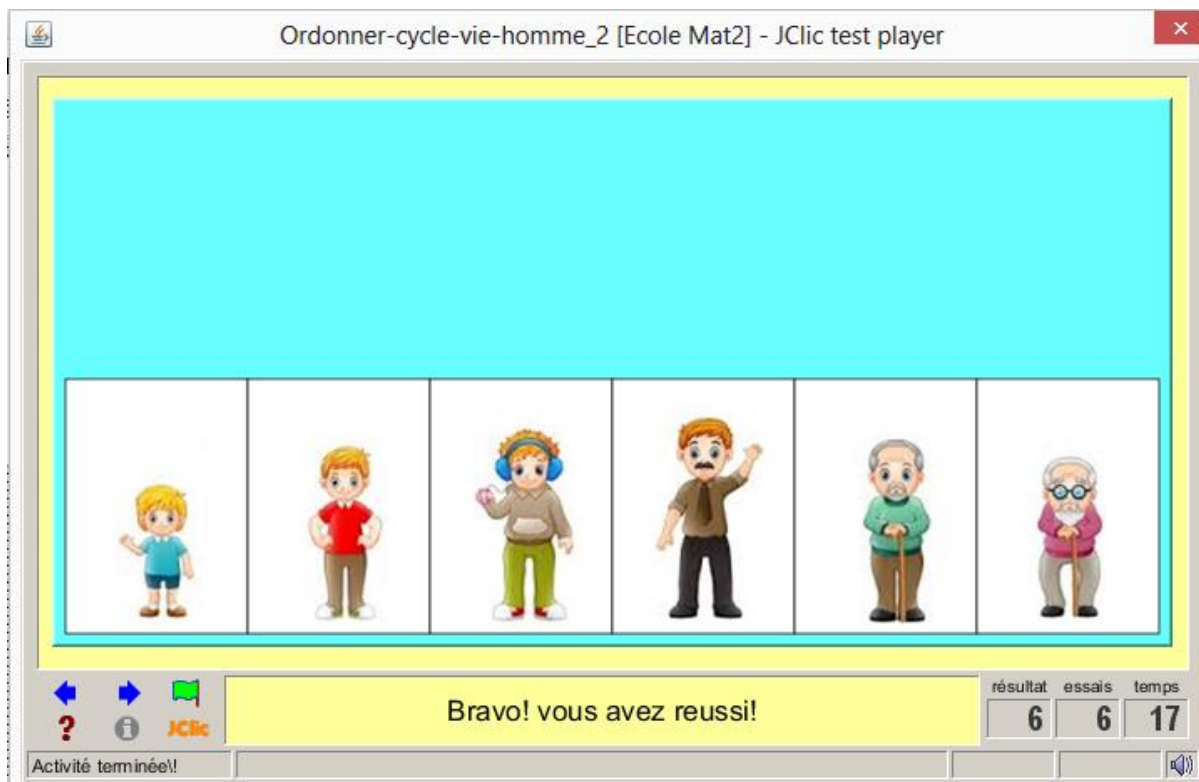 Ordonner-cycle-vie-homme_2 [Ecole Mat2] - JClic test player
Bravo! vous avez reussi!
résultat essais temps
6 6 17
? i JClic
Activité terminée\!